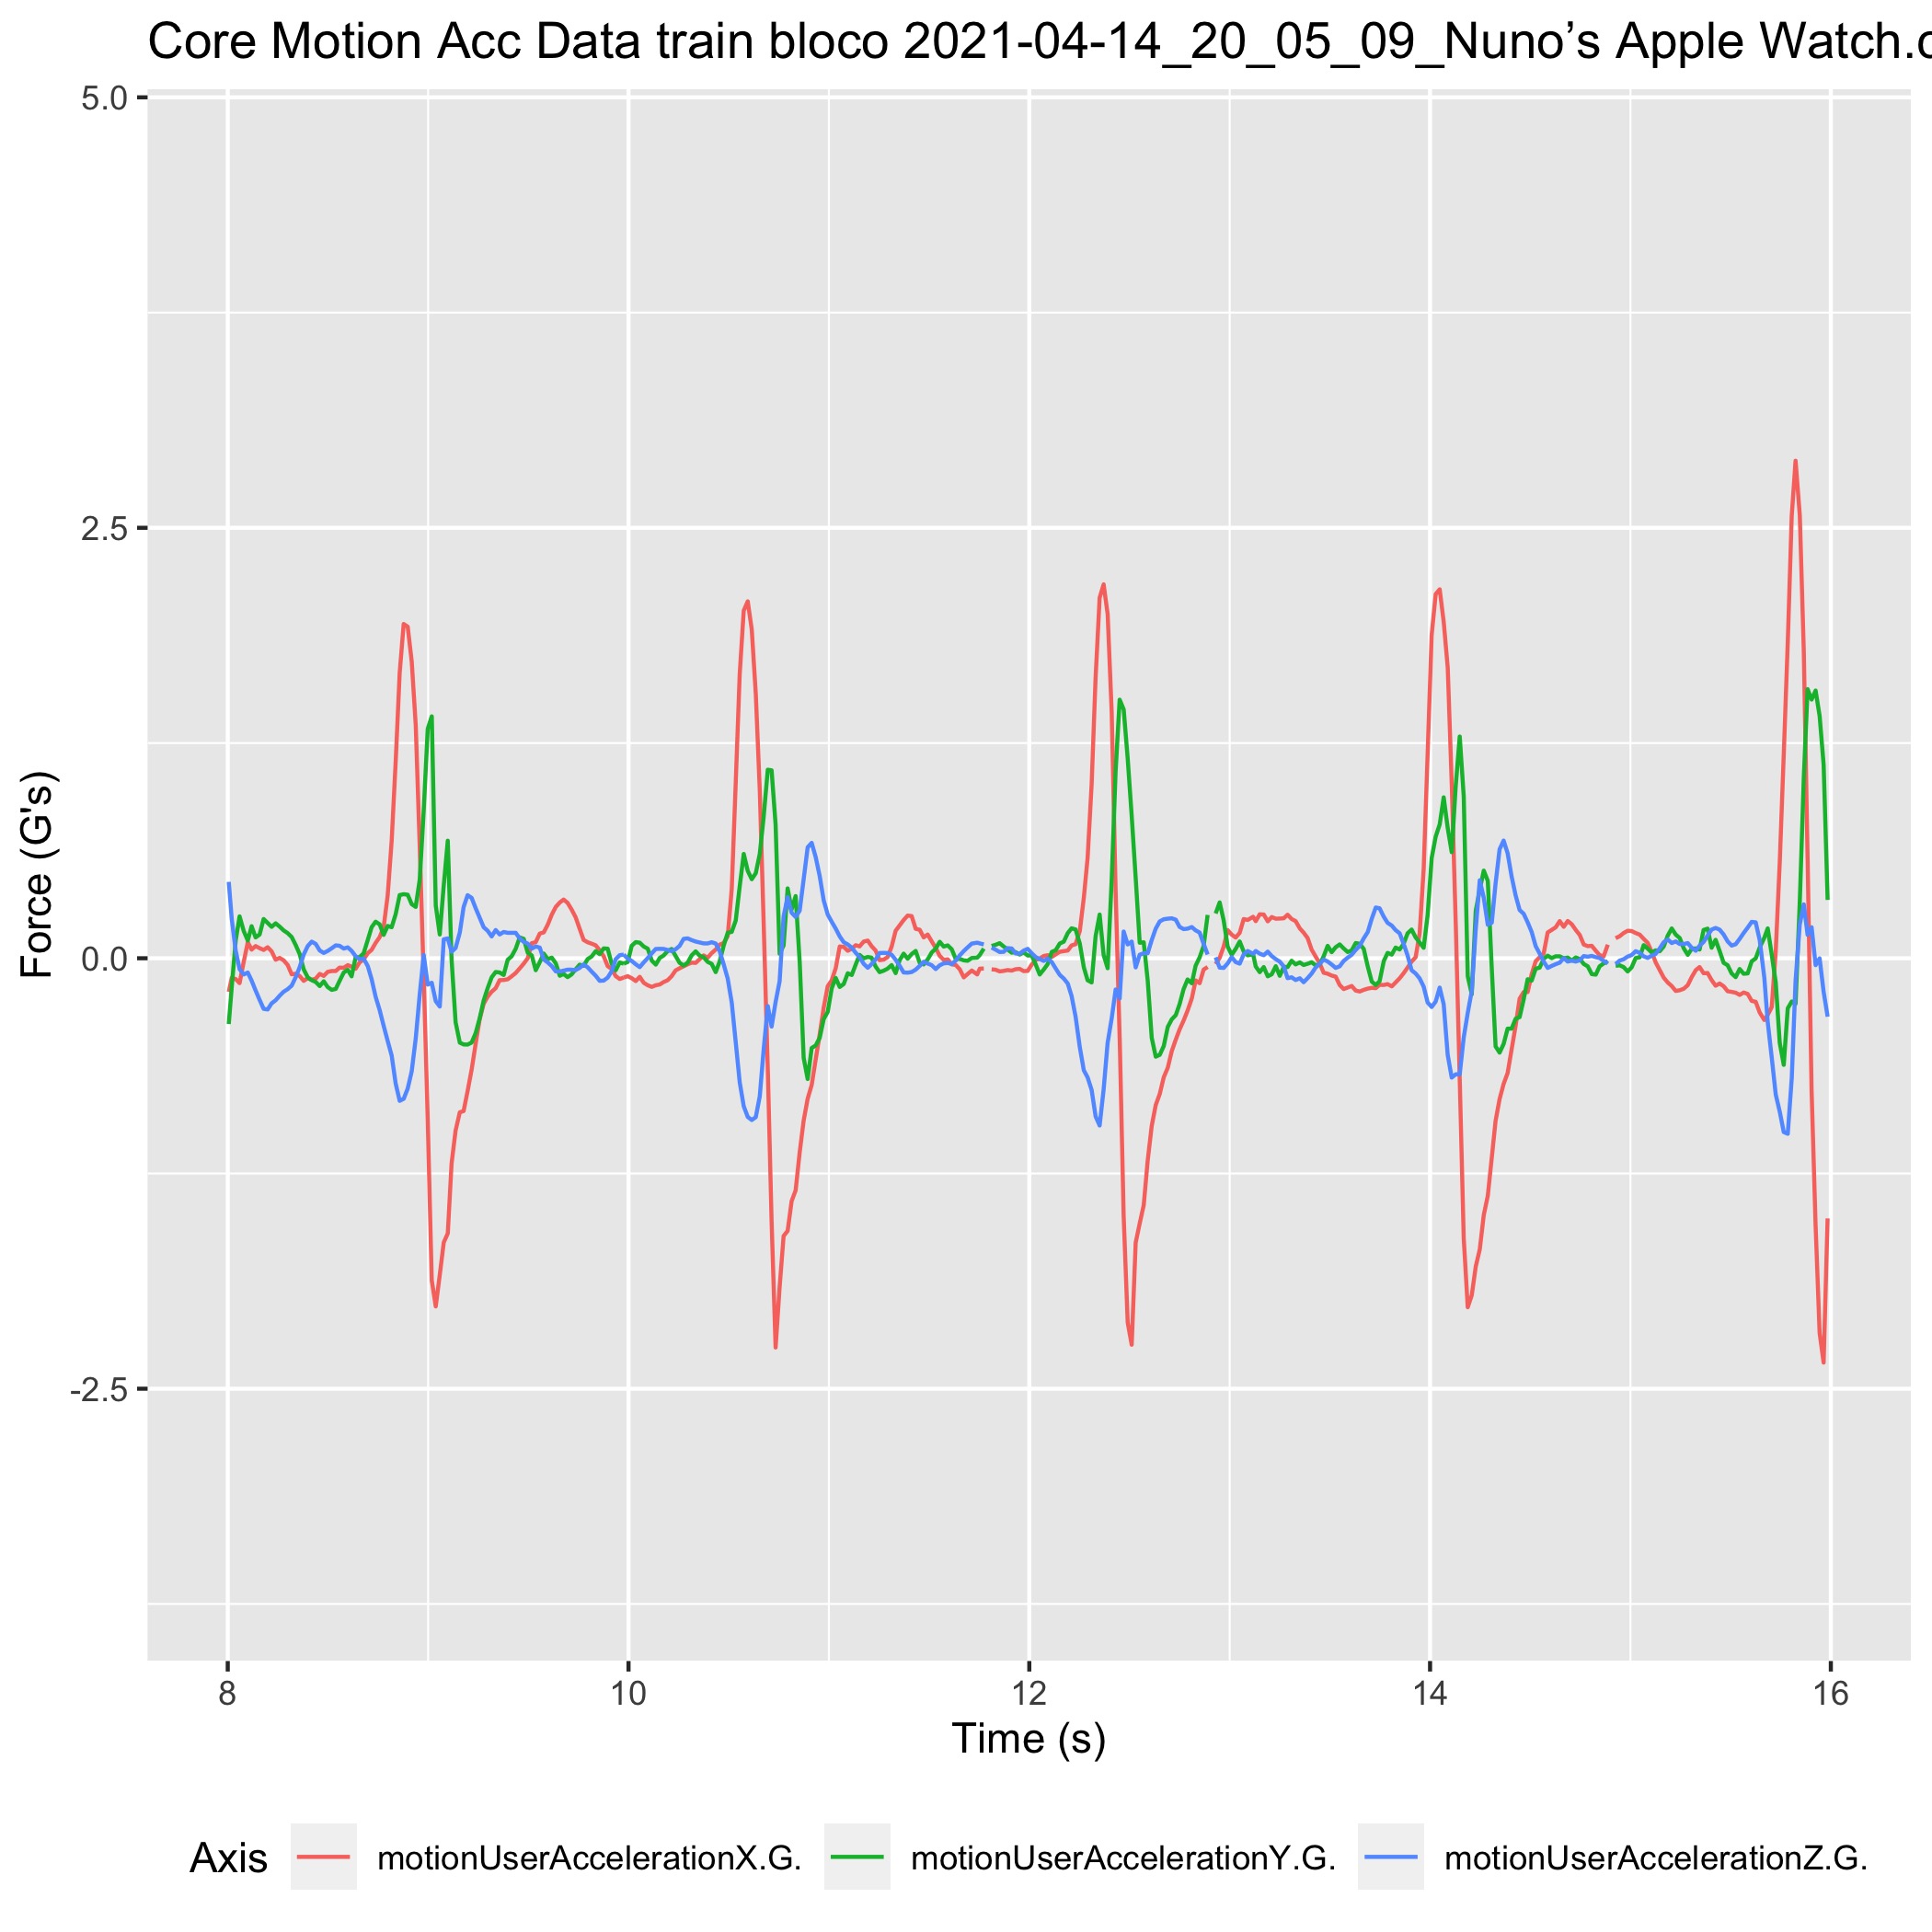 Core Motion Acc Data train bloco 2021-04-14_20_05_09_Nuno’s Apple Watch.c
5.0
2.5
0.0
-2.5
Force (G's)
8 10 12 14 16
Time (s)
Axis motionUserAccelerationX.G. motionUserAccelerationY.G. motionUserAccelerationZ.G.